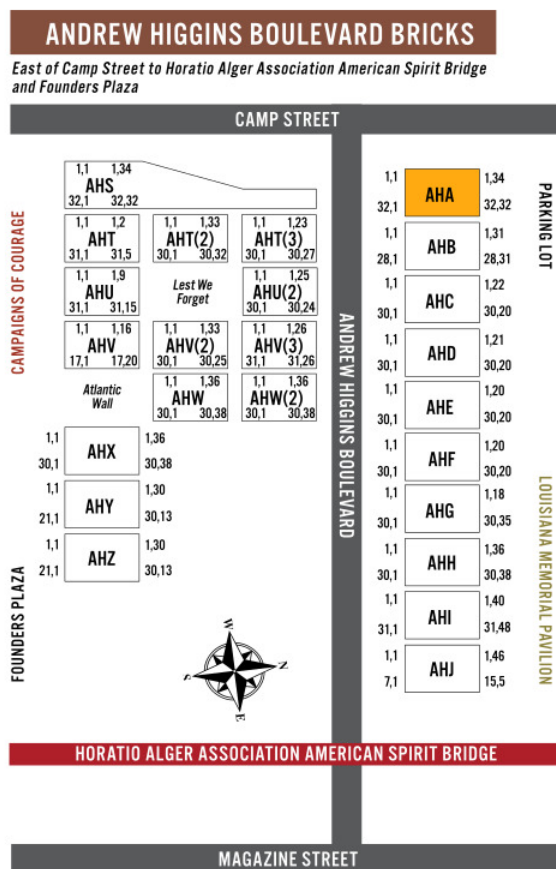 ANDREW HIGGINS BOULEVARD BRICKS
East of Camp Street to Horatio Alger Association American Spirit Bridge
and Founders Plaza
CAMP STREET
CAMPAIGNS OF COURAGE
FOUNDERS PLAZA
1,1 1,34
AHS
32,1 32,32
1,1 1,2
AHT
31,1 31,5
1,1 1,33
AHT(2)
30,1 30,32
1,1 1,23
AHT(3)
30,1 30,27
1,1 1,9
AHU
31,1 31,15
Lest We
Forget
1,1 1,25
AHU(2)
30,1 30,24
1,1 1,16
AHV
17,1 17,20
1,1 1,33
AHV(2)
30,1 30,25
1,1 1,26
AHV(3)
31,1 31,26
Atlantic
Wall
1,1 1,36
AHW
30,1 30,38
1,1 1,36
AHW(2)
30,1 30,38
1,1 1,36
AHX
30,1 30,38
1,1 1,30
AHY
21,1 30,13
1,1 1,30
AHZ
21,1 30,13
W
N
S
E
ANDREW HIGGINS BOULEVARD
1,1 1,34
AHA
32,1 32,32
1,1 1,31
AHB
28,1 28,31
1,1 1,22
AHC
30,1 30,20
1,1 1,21
AHD
30,1 30,20
1,1 1,20
AHE
30,1 30,20
1,1 1,20
AHF
30,1 30,20
1,1 1,18
AHG
30,1 30,35
1,1 1,36
AHH
30,1 30,38
1,1 1,40
AHI
31,1 31,48
1,1 1,46
AHJ
7,1 15,5
PARKING LOT
LOUISIANA MEMORIAL PAVILION
HORATIO ALGER ASSOCIATION AMERICAN SPIRIT BRIDGE
MAGAZINE STREET